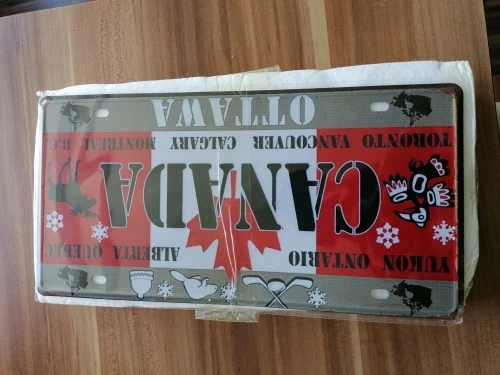 YUKON ONTARIO ALBERTA QUEBEC
CANADA
TORONTO VANCOUVER CALGARY MONTREAL B.C.
OTTAWA